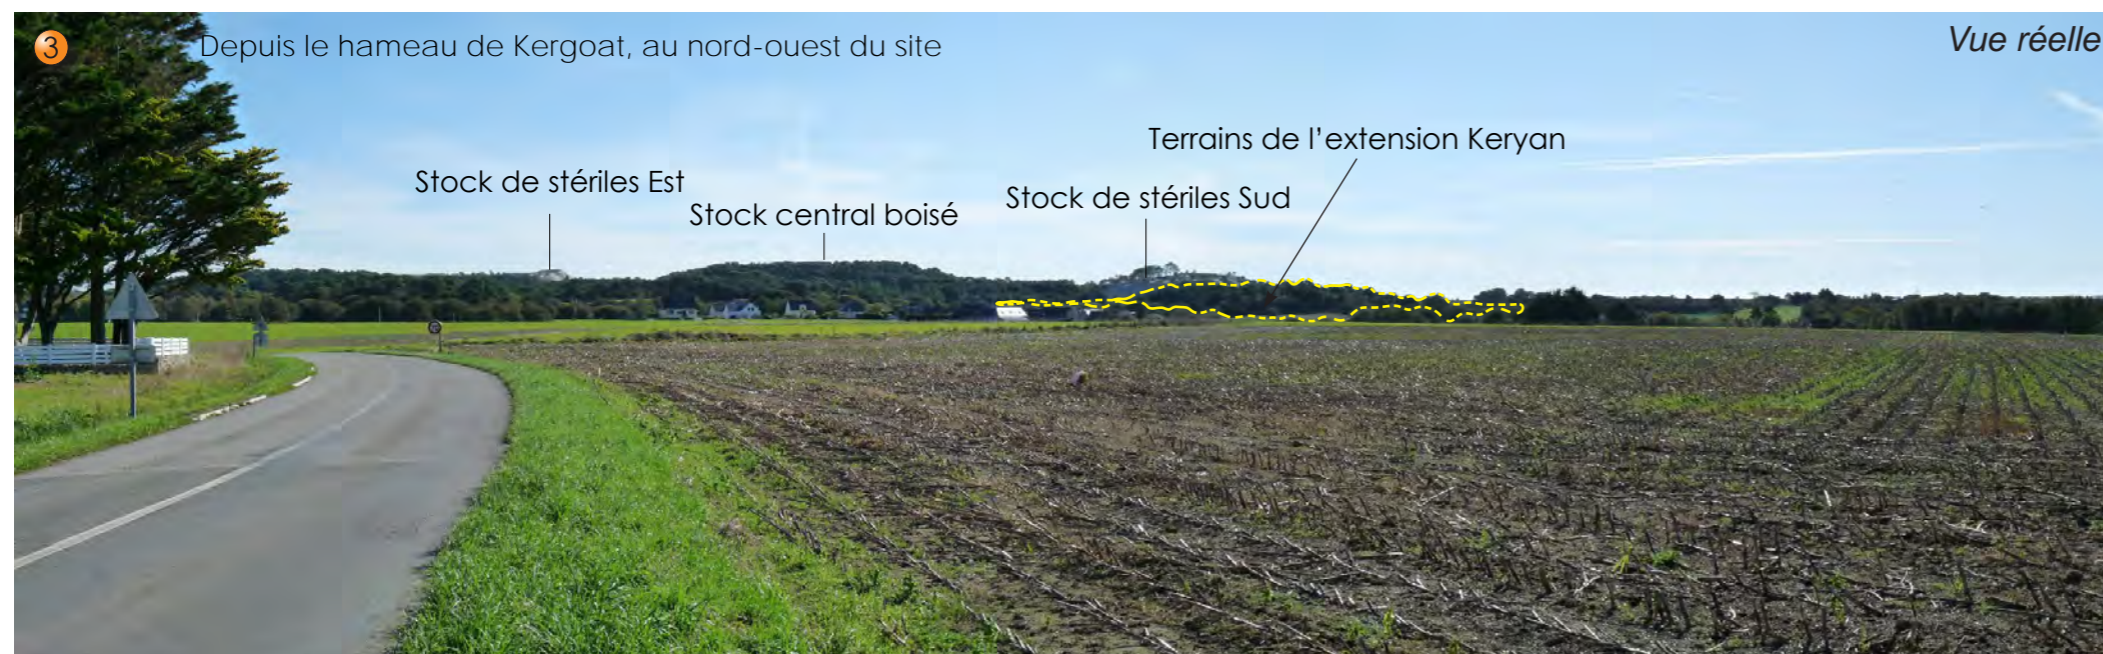 3
Depuis le hameau de Kergoat, au nord-ouest du site
Vue réelle
Terrains de l'extension Keryan
Stock de stériles Est
Stock de stériles Sud
Stock central boisé